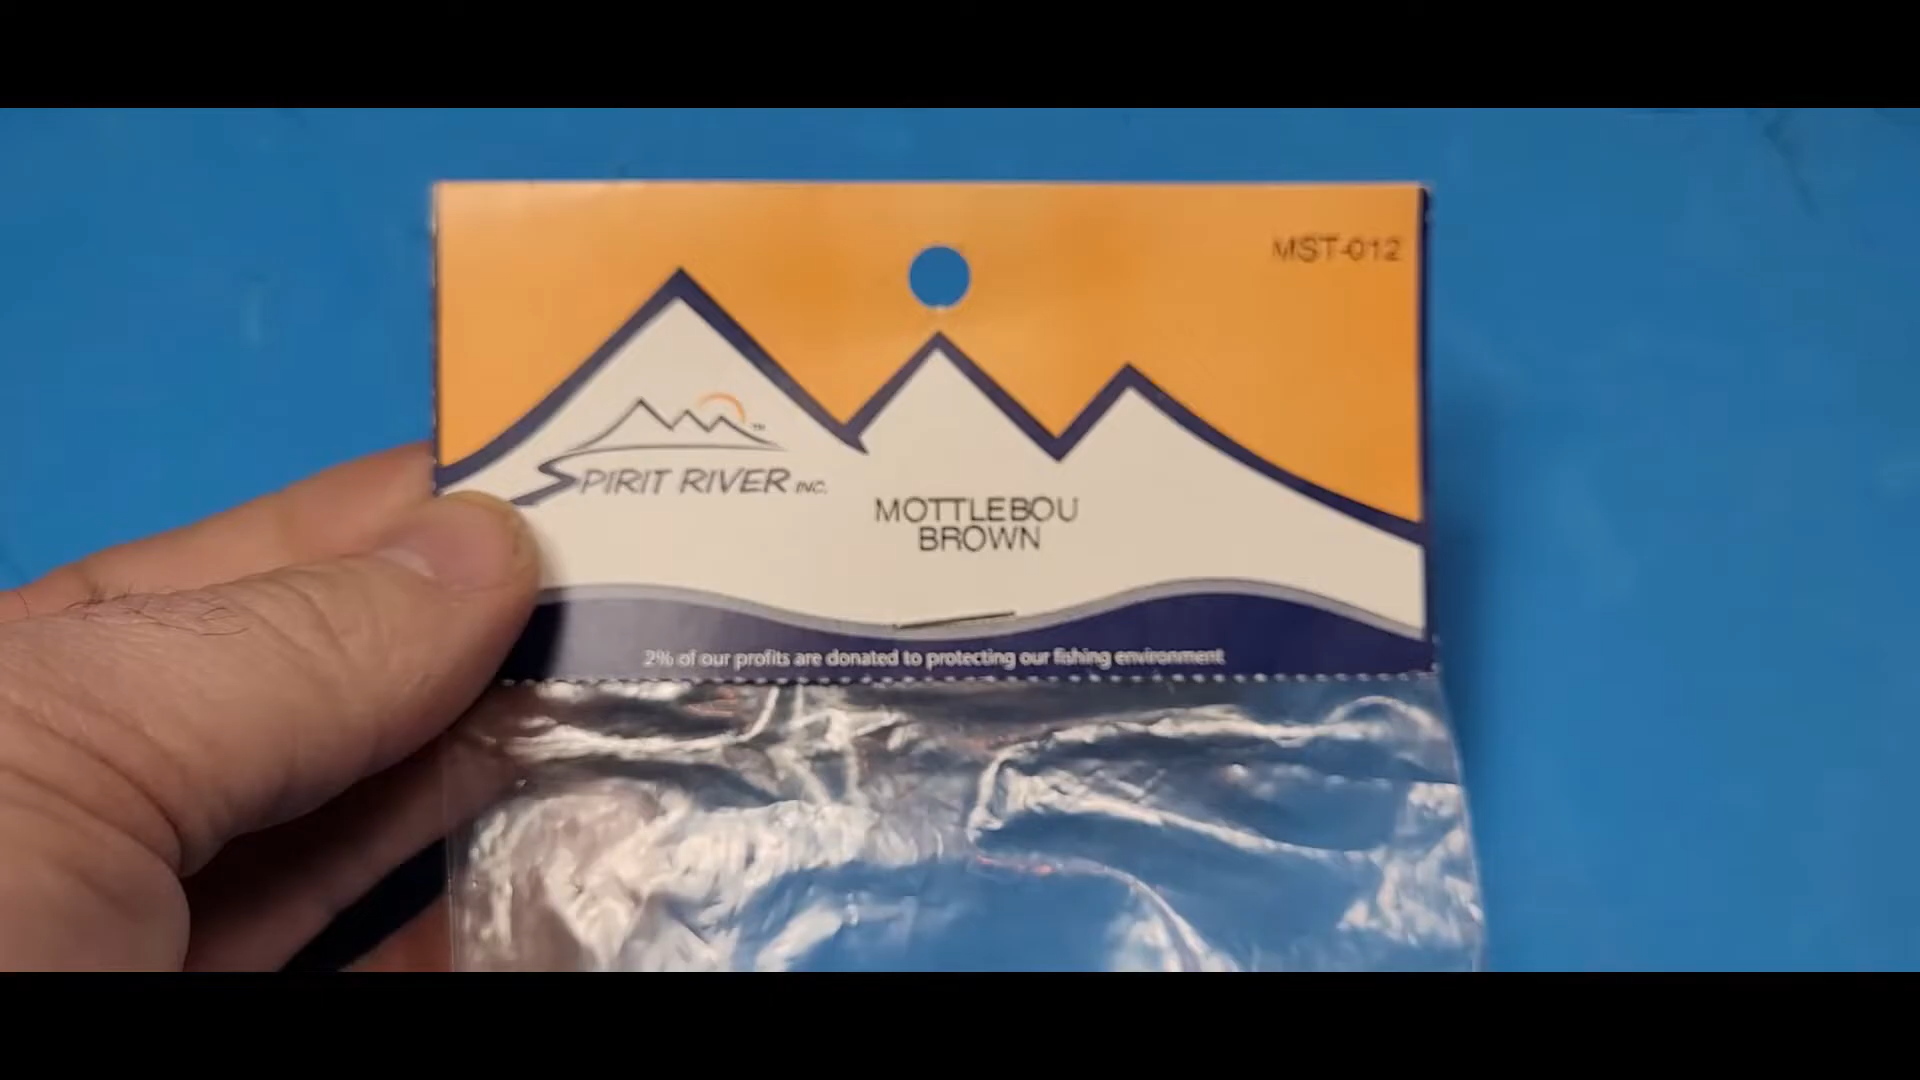 MST-012
SPIRIT RIVER INC.
MOTTLEBOU
BROWN
2% of our profits are donated to protecting our fishing environment